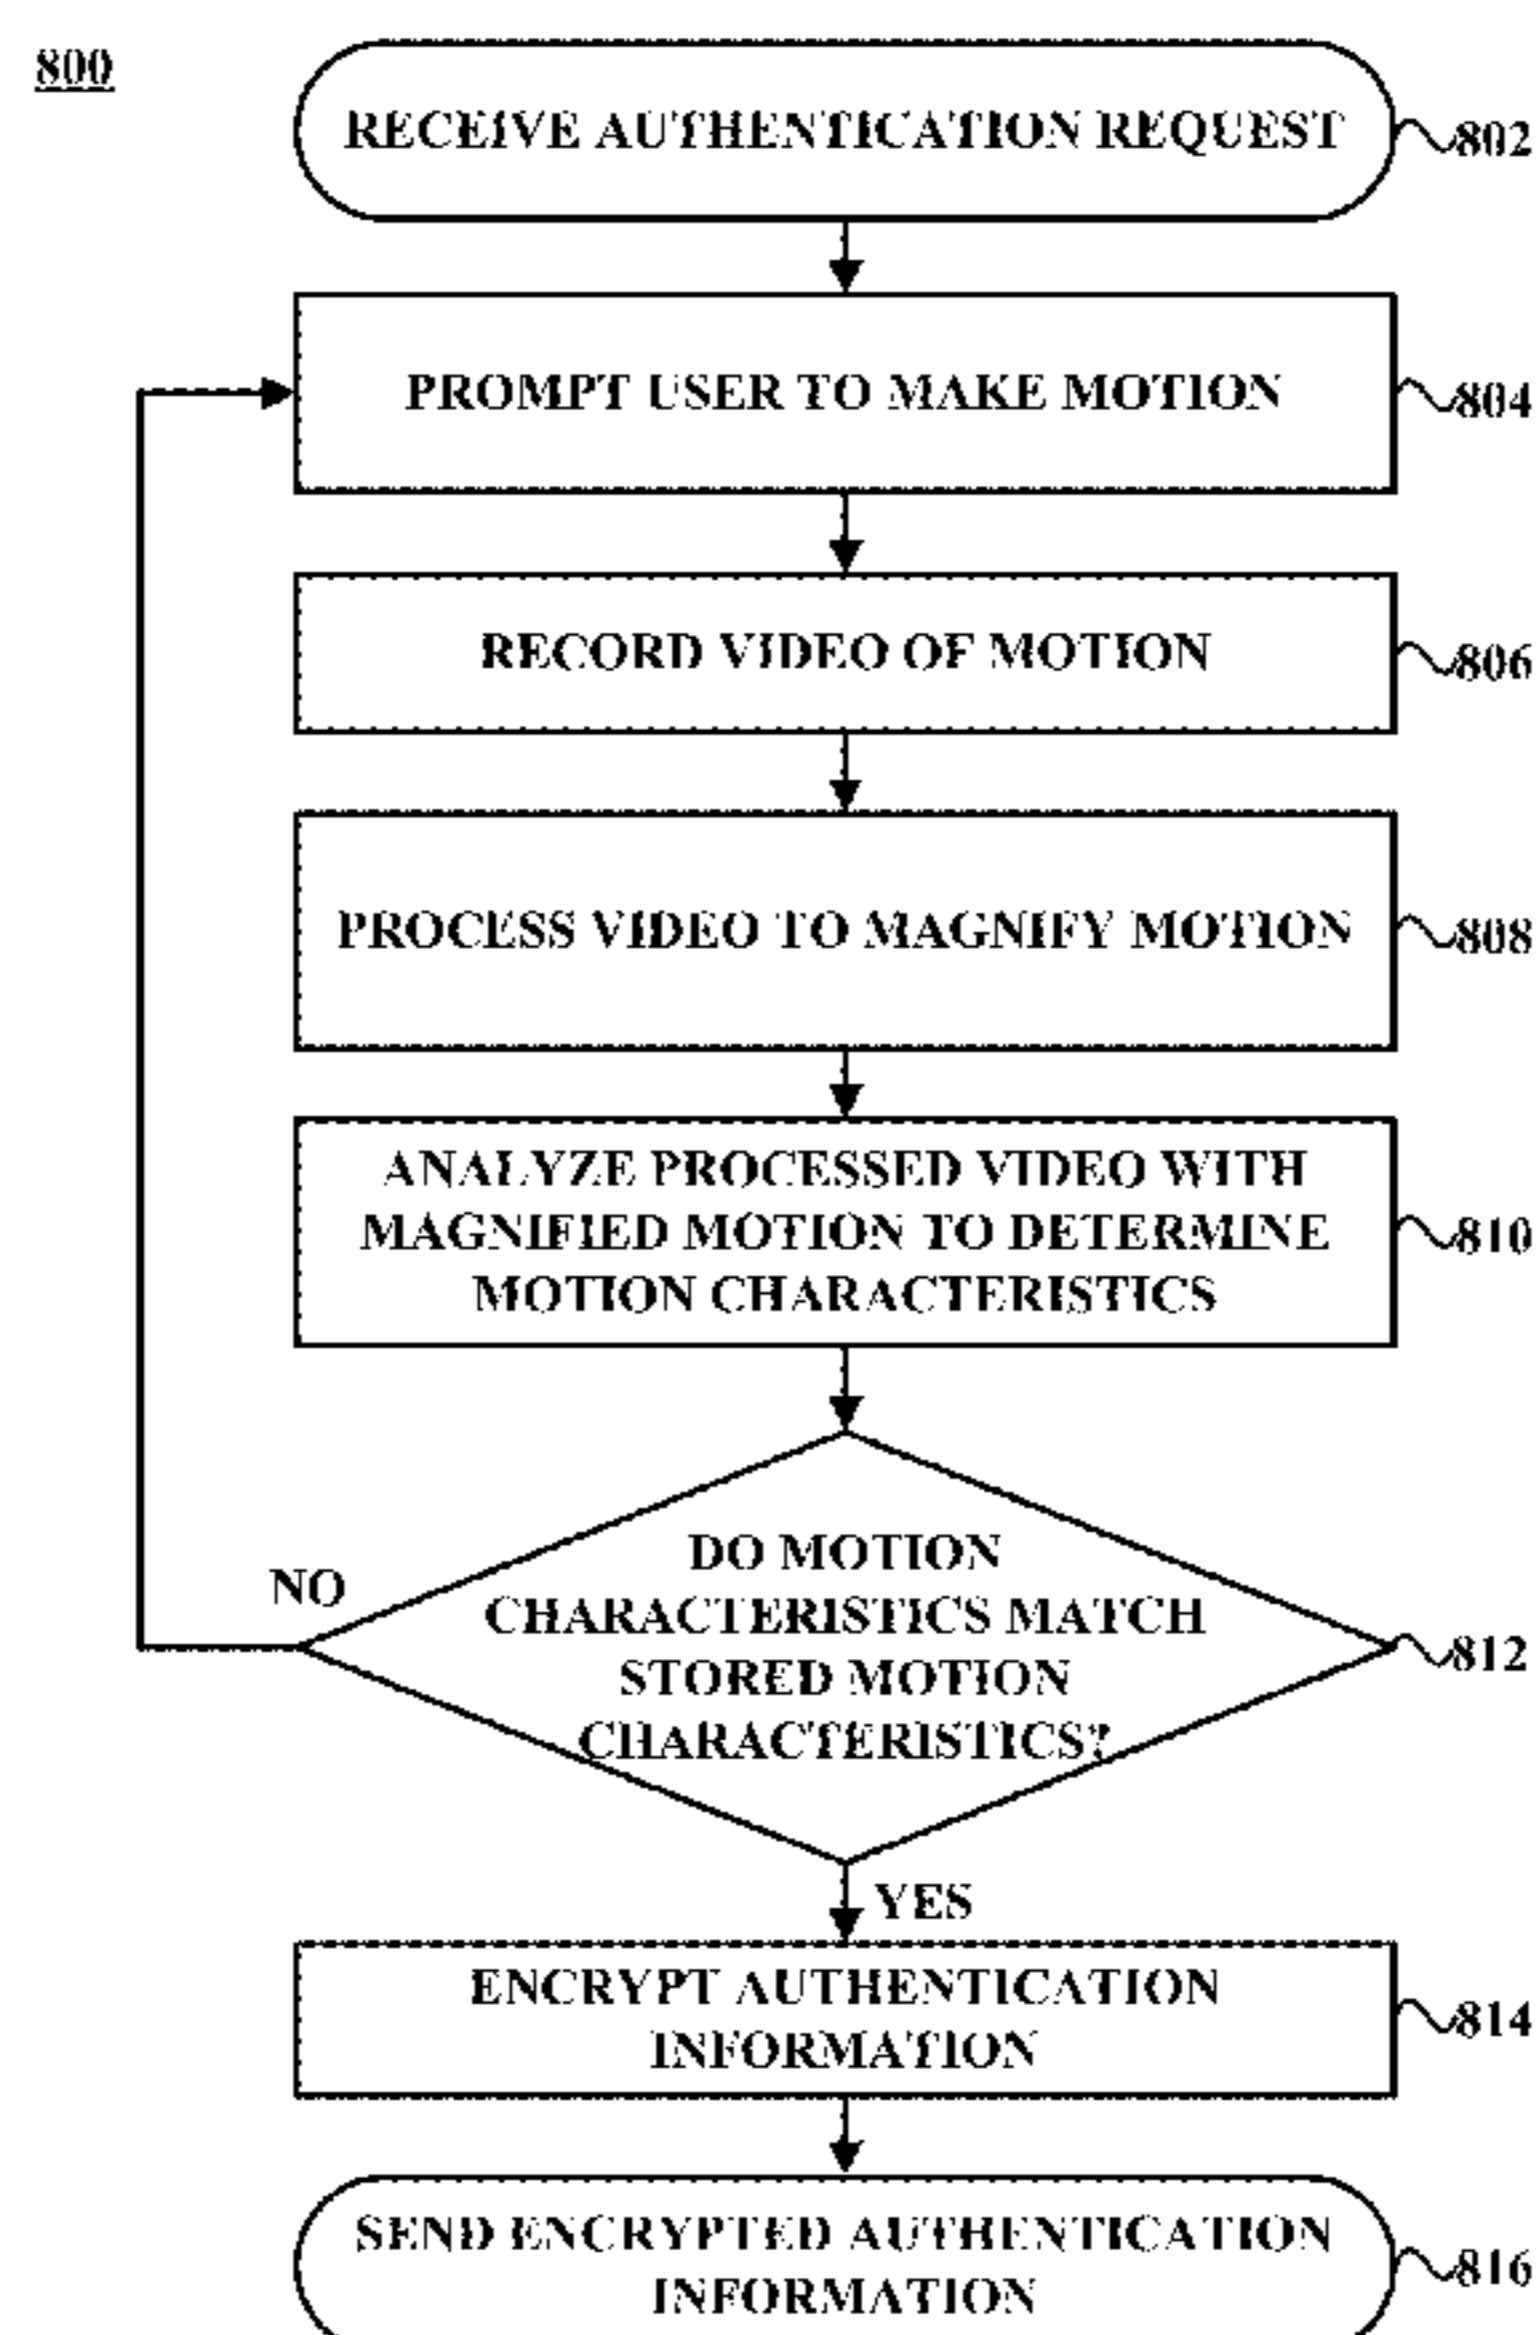 800
RECEIVE AUTHENTICATION REQUEST
802
PROMPT USER TO MAKE MOTION
804
RECORD VIDEO OF MOTION
806
PROCESS VIDEO TO MAGNIFY MOTION
808
ANALYZE PROCESSED VIDEO WITH
MAGNIFIED MOTION TO DETERMINE
MOTION CHARACTERISTICS
810
DO MOTION
CHARACTERISTICS MATCH
STORED MOTION
CHARACTERISTICS?
812
NO
YES
ENCRYPT AUTHENTICATION
INFORMATION
814
SEND ENCRYPTED AUTHENTICATION
INFORMATION
816